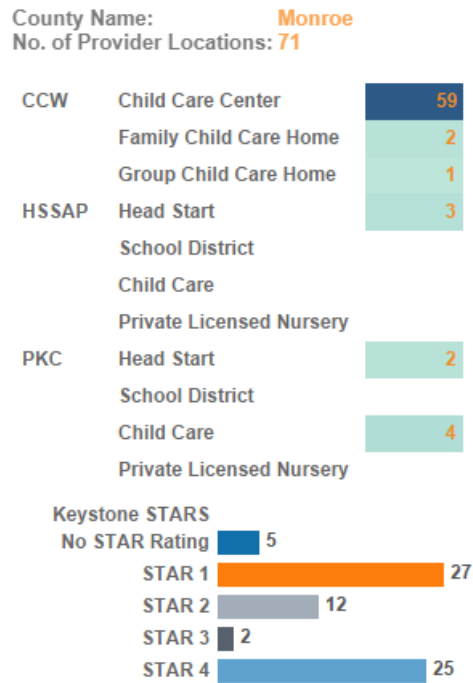 County Name: Monroe
No. of Provider Locations: 71
CCW Child Care Center 59
Family Child Care Home 2
Group Child Care Home 1
HSSAP Head Start 3
School District
Child Care
Private Licensed Nursery
PKC Head Start 2
School District
Child Care 4
Private Licensed Nursery
Keystone STARS
No STAR Rating 5
STAR 1 27
STAR 2 12
STAR 3 2
STAR 4 25